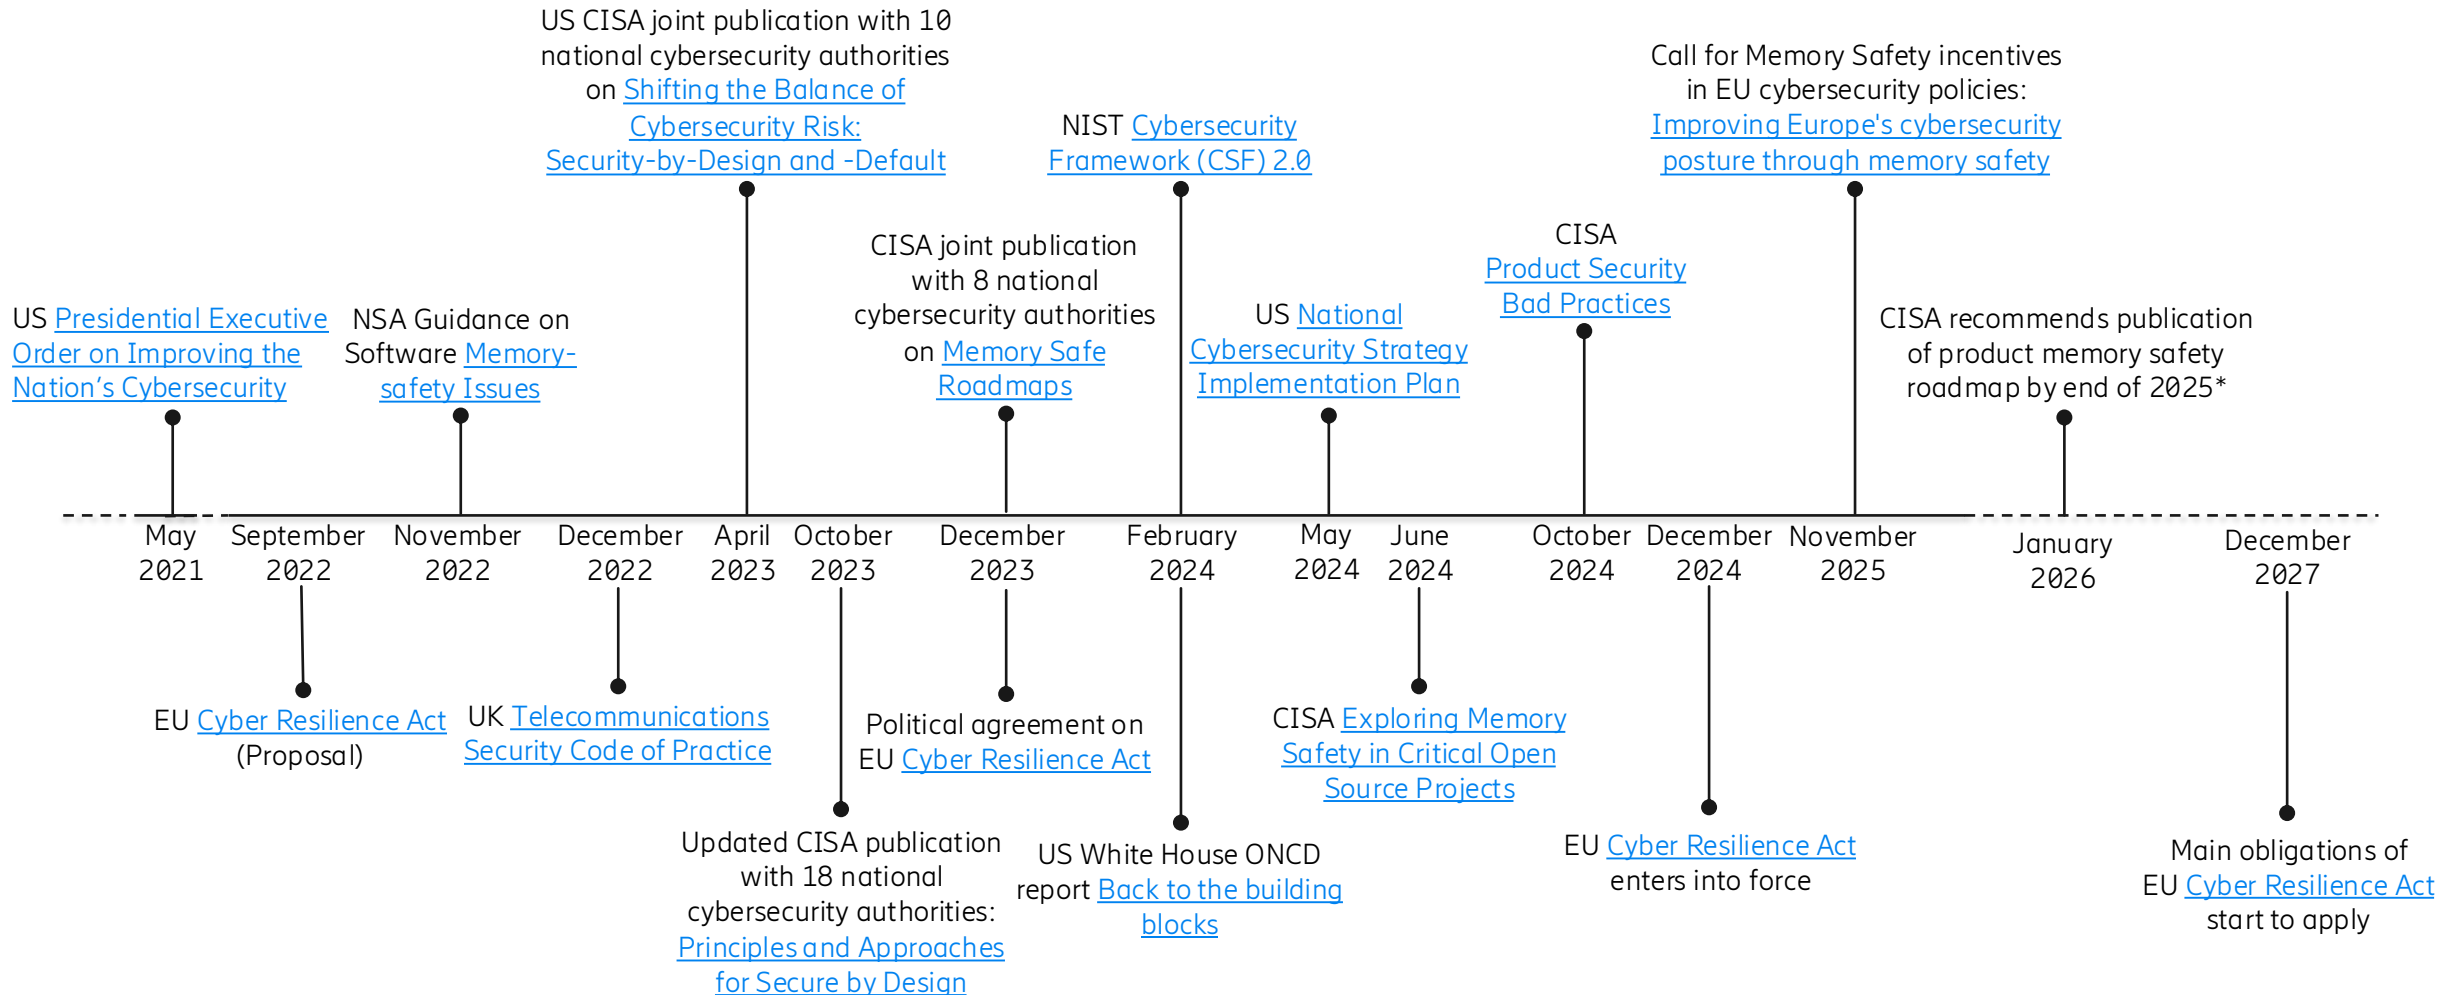 US CISA joint publication with 10
national cybersecurity authorities
on Shifting the Balance of
Cybersecurity Risk:
Security-by-Design and -Default
Call for Memory Safety incentives
in EU cybersecurity policies:
Improving Europe's cybersecurity
posture through memory safety
NIST Cybersecurity
Framework (CSF) 2.0
CISA joint publication
with 8 national
cybersecurity authorities
on Memory Safe
Roadmaps
CISA
Product Security
Bad Practices
US Presidential Executive
Order on Improving the
Nation's Cybersecurity
NSA Guidance on
Software Memory-
safety Issues
US National
Cybersecurity Strategy
Implementation Plan
CISA recommends publication
of product memory safety
roadmap by end of 2025*
May
2021
September
2022
November
2022
December
2022
April
2023
October
2023
December
2023
February
2024
May
2024
June
2024
October
2024
December
2024
November
2025
January
2026
December
2027
EU Cyber Resilience Act
(Proposal)
UK Telecommunications
Security Code of Practice
Updated CISA publication
with 18 national
cybersecurity authorities:
Principles and Approaches
for Secure by Design
Political agreement on
EU Cyber Resilience Act
US White House ONCD
report Back to the building
blocks
CISA Exploring Memory
Safety in Critical Open
Source Projects
EU Cyber Resilience Act
enters into force
Main obligations of
EU Cyber Resilience Act
start to apply